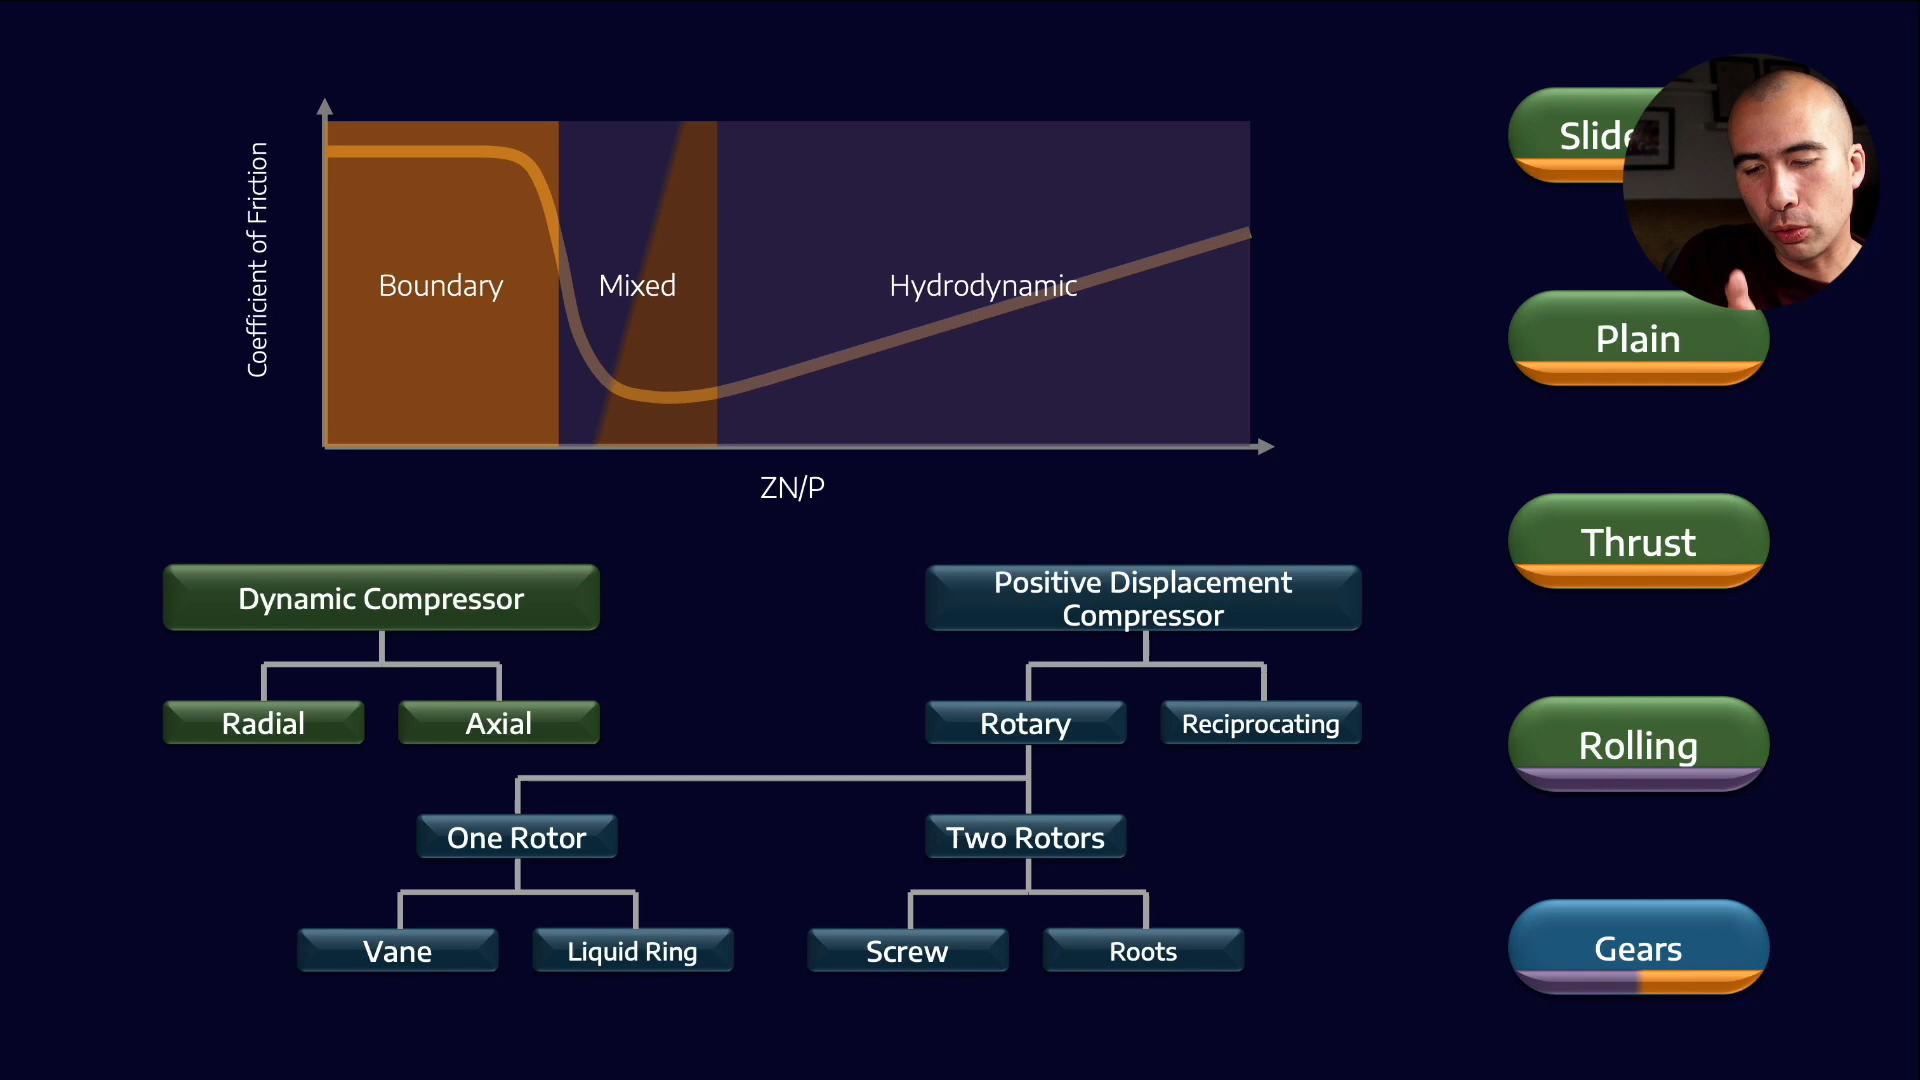 Coefficient of Friction
Boundary
Mixed
Hydrodynamic
ZN/P
Dynamic Compressor
Radial
Axial
Positive Displacement
Compressor
Rotary
Reciprocating
One Rotor
Two Rotors
Vane
Liquid Ring
Screw
Roots
Plain
Thrust
Rolling
Gears